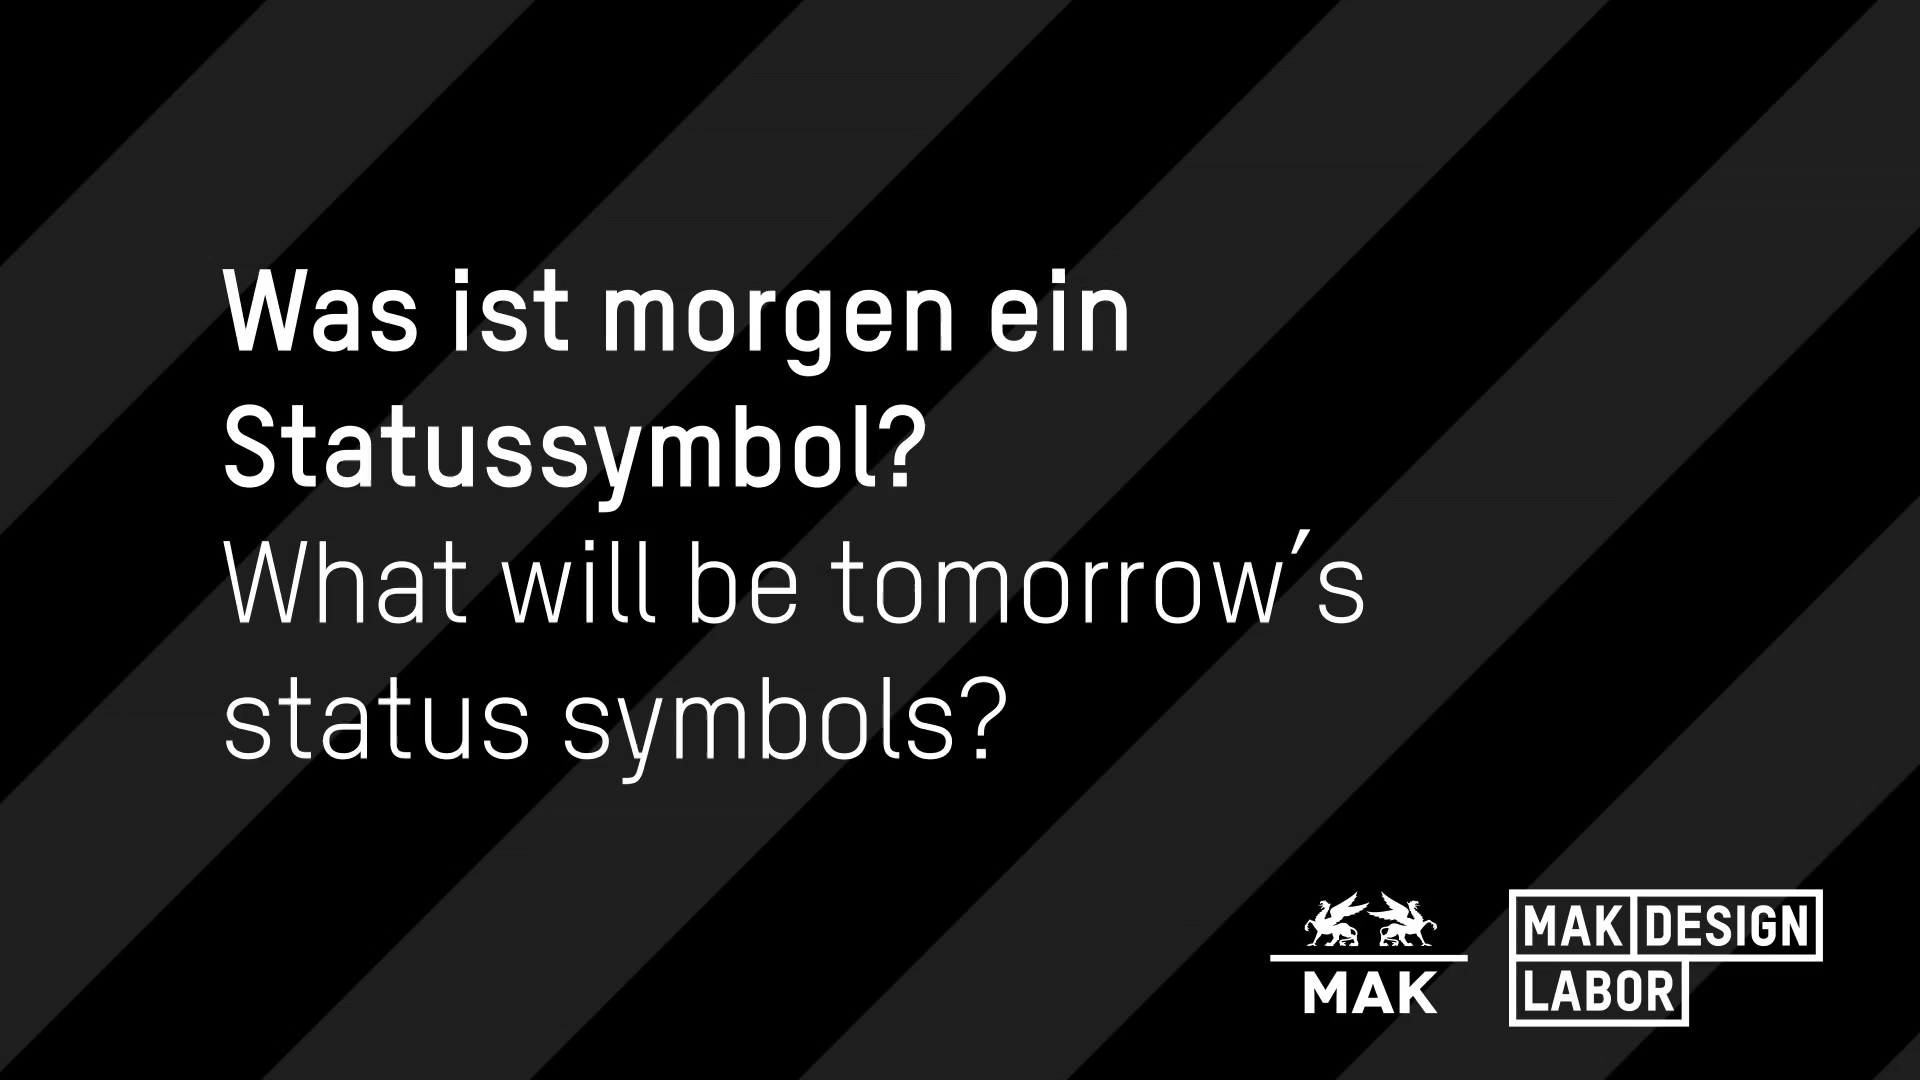 Was ist morgen ein
Statussymbol?
What will be tomorrow´s
status symbols?
MAK
MAK DESIGN
LABOR